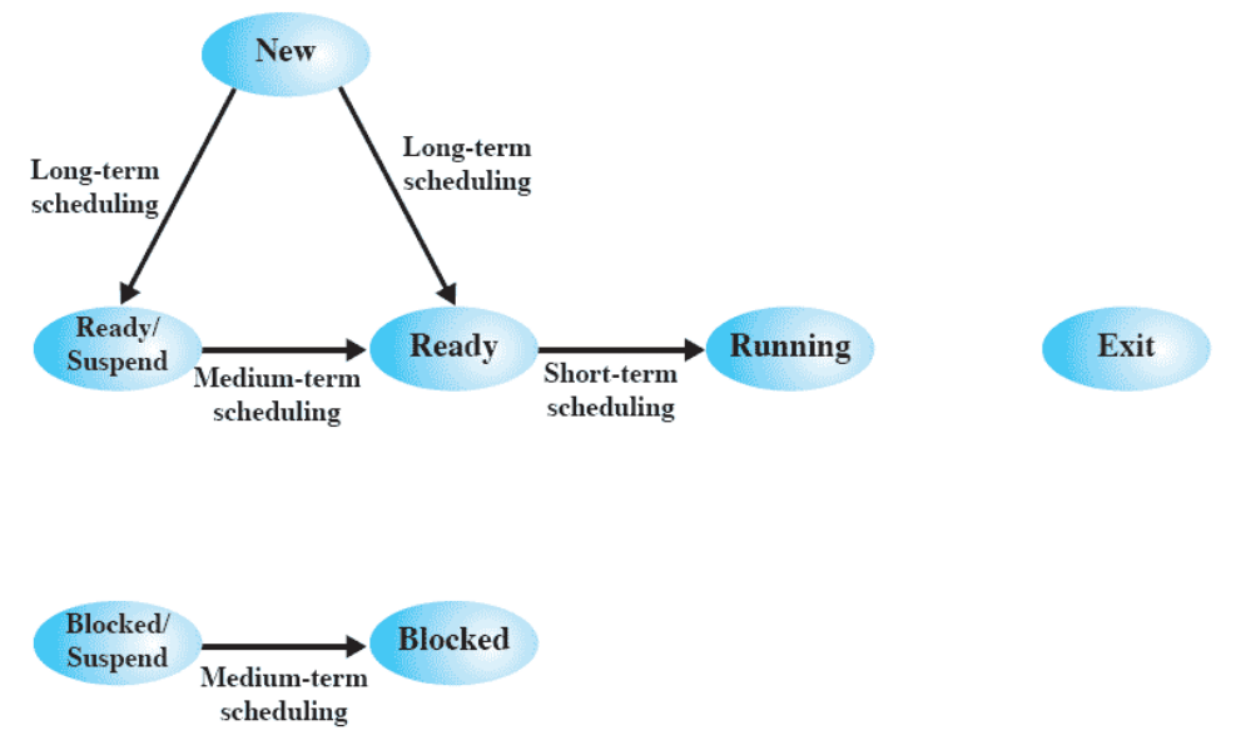 New
Long-term
scheduling
Long-term
scheduling
Ready/
Suspend
Medium-term
scheduling
Ready
Short-term
scheduling
Running
Exit
Blocked/
Suspend
Medium-term
scheduling
Blocked